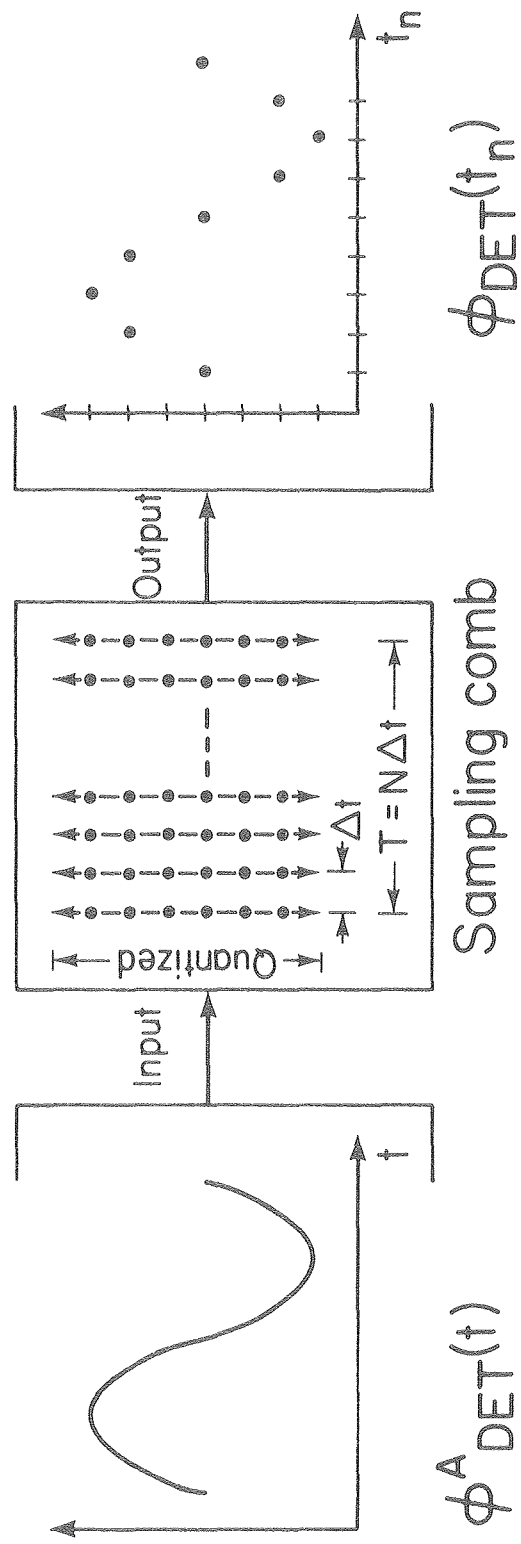 t
ϕᴬDET(t)
Input
Quantized
Δt
T = NΔt
Sampling comb
Output
tn
ϕDET(tn)